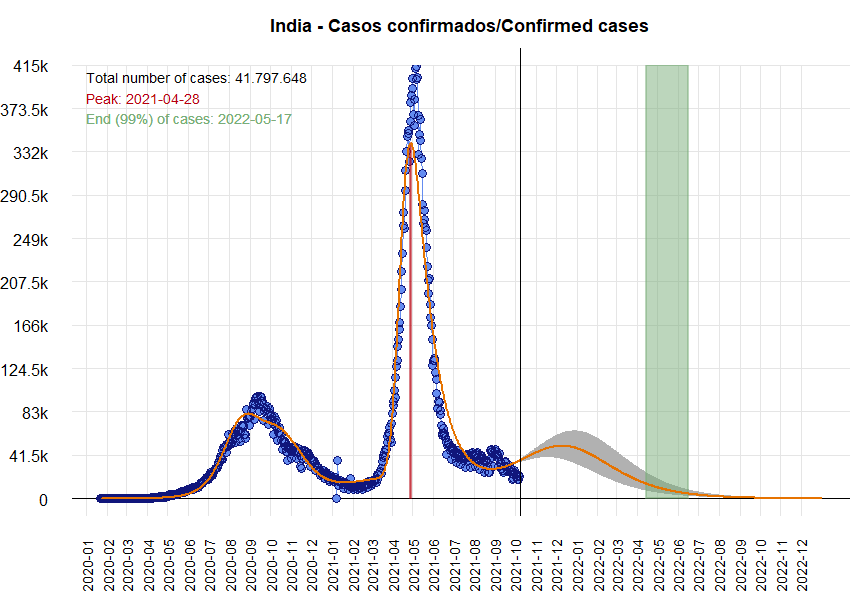 India - Casos confirmados/Confirmed cases
Total number of cases: 41.797.648
Peak: 2021-04-28
End (99%) of cases: 2022-05-17
415k
373.5k
332k
290.5k
249k
207.5k
166k
124.5k
83k
41.5k
0
2020-01
2020-02
2020-03
2020-04
2020-05
2020-06
2020-07
2020-08
2020-09
2020-10
2020-11
2020-12
2021-01
2021-02
2021-03
2021-04
2021-05
2021-06
2021-07
2021-08
2021-09
2021-10
2021-11
2021-12
2022-01
2022-02
2022-03
2022-04
2022-05
2022-06
2022-07
2022-08
2022-09
2022-10
2022-11
2022-12